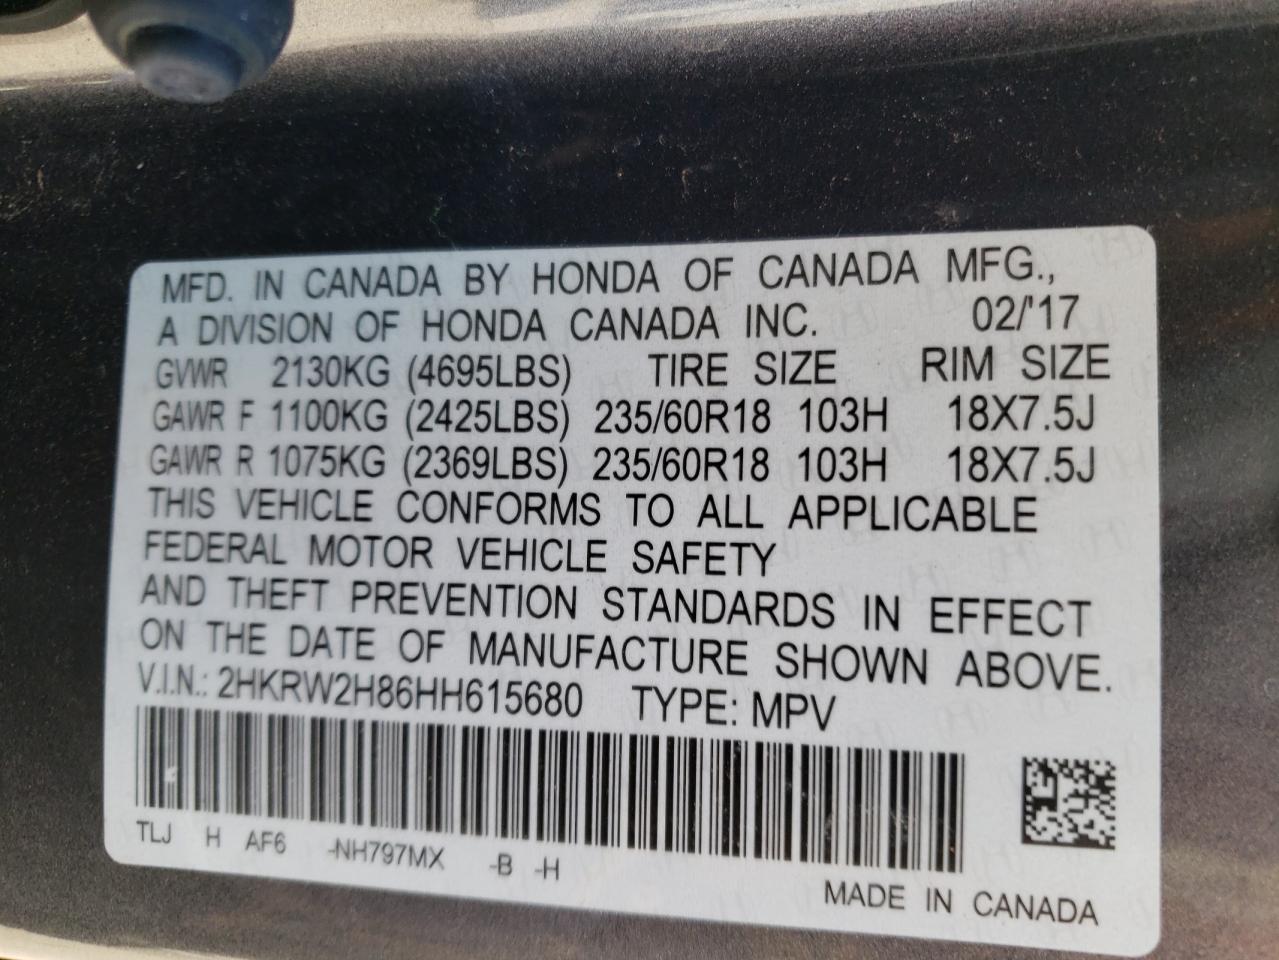 MFD. IN CANADA BY HONDA OF CANADA MFG.,
A DIVISION OF HONDA CANADA INC. 02/'17
GVWR 2130KG (4695LBS) TIRE SIZE RIM SIZE
GAWR F 1100KG (2425LBS) 235/60R18 103H 18X7.5J
GAWR R 1075KG (2369LBS) 235/60R18 103H 18X7.5J
THIS VEHICLE CONFORMS TO ALL APPLICABLE
FEDERAL MOTOR VEHICLE SAFETY
AND THEFT PREVENTION STANDARDS IN EFFECT
ON THE DATE OF MANUFACTURE SHOWN ABOVE.
V.I.N.: 2HKRW2H86HH615680 TYPE: MPV
TLJ H AF6 -NH797MX -B -H
MADE IN CANADA